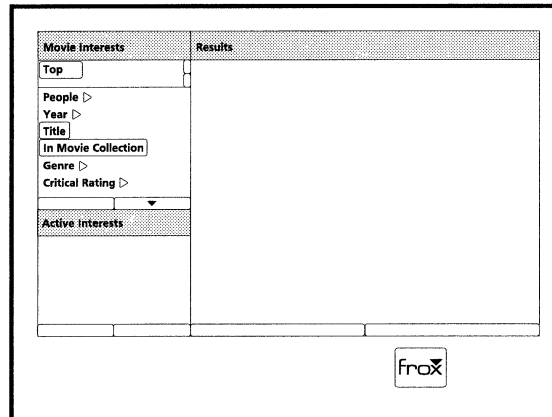 Movie Interests
Results
Top
People
Year
Title
In Movie Collection
Genre
Critical Rating
Active Interests
frox